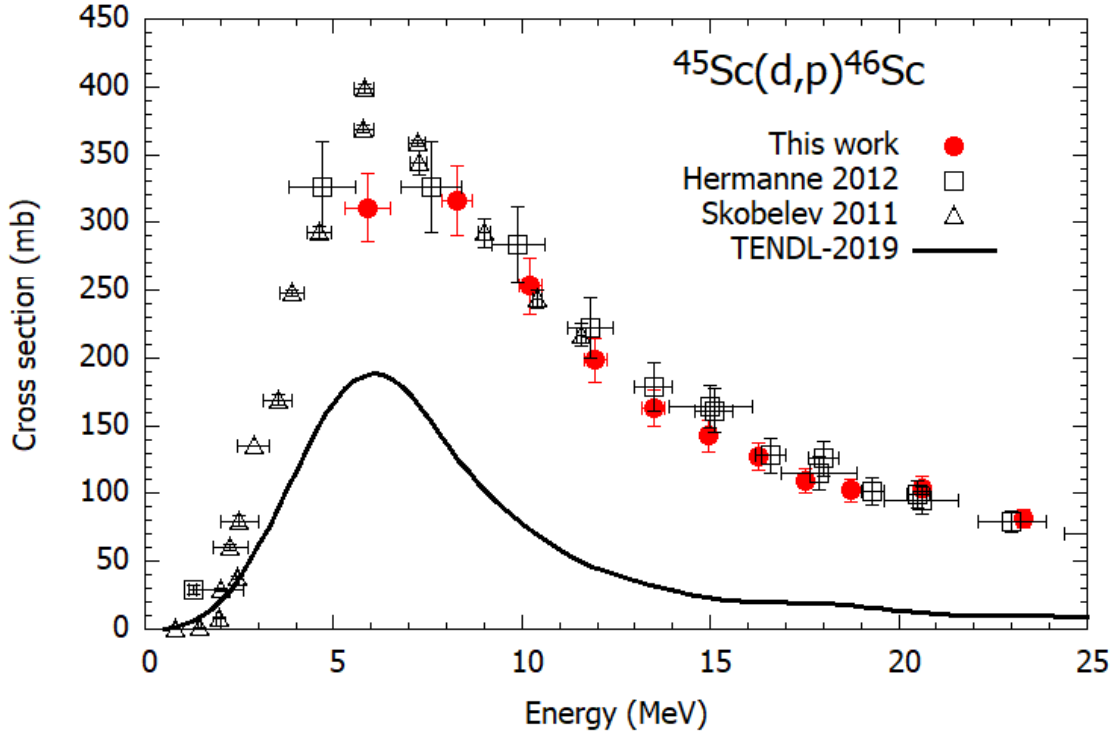 450
400
350
300
250
200
150
100
50
0
Cross section (mb)
⁴⁵Sc(d,p)⁴⁶Sc
This work
Hermanne 2012
Skobelev 2011
TENDL-2019
0 5 10 15 20 25
Energy (MeV)